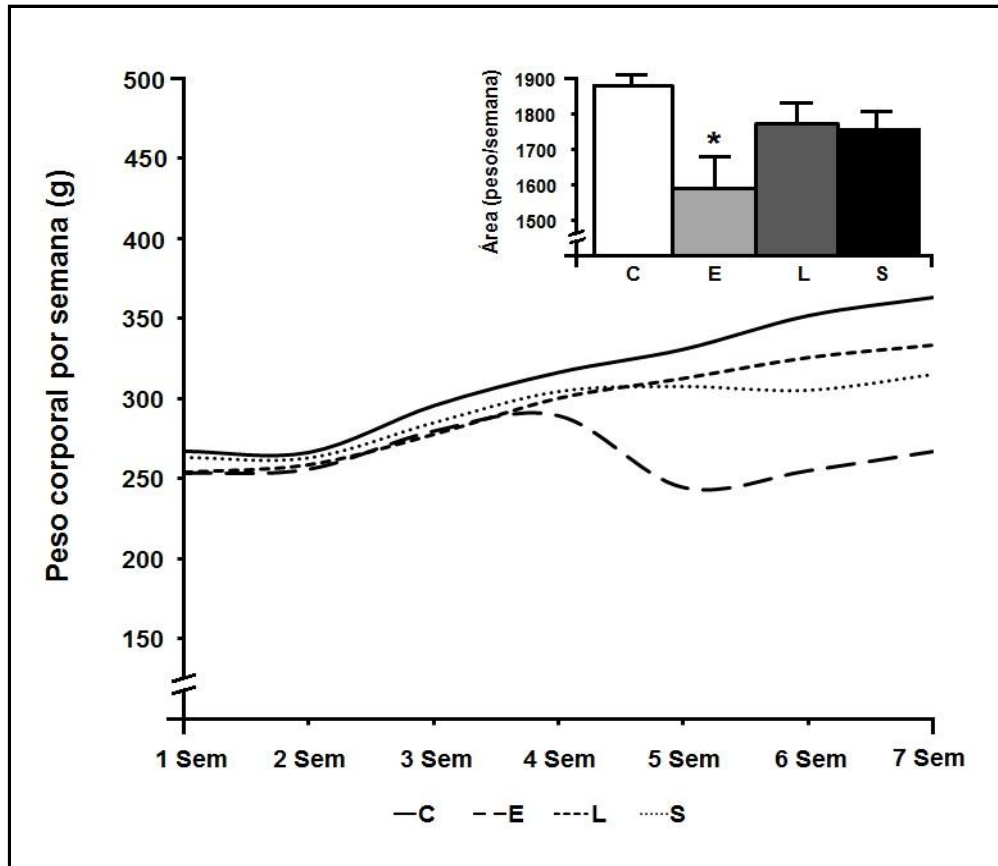 Peso corporal por semana (g)
500
450
400
350
300
250
200
150
1 Sem 2 Sem 3 Sem 4 Sem 5 Sem 6 Sem 7 Sem
C E L S
Área (peso/semana)
1900
1800
1700
1600
1500
*
C E L S